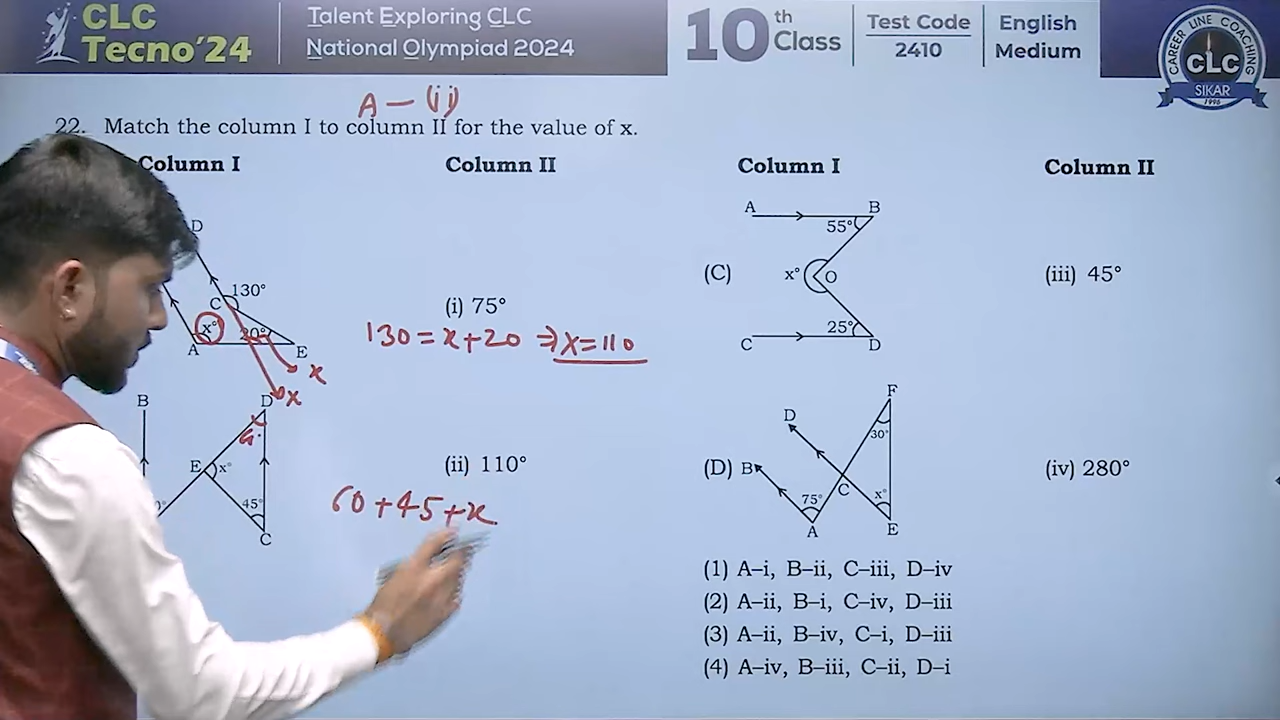 CLC
Tecno'24
Talent Exploring CLC
National Olympiad 2024
10th Class
Test Code
2410
English
Medium
CAREER LINE COACHING
CLC
SIKAR
1996
A – (ii)
22. Match the column I to column II for the value of x.
Column I
Column II
Column I
Column II
D
C
130°
x°
20°
A
E
x
x
(i) 75°
130 = x + 20 ⇒ x = 110
B
D
E
x°
45°
C
(ii) 110°
60 + 45 + x
(C)
A
B
55°
x°
O
25°
C
D
(iii) 45°
(D)
F
D
30°
B
C
75°
x°
A
E
(iv) 280°
(1) A–i, B–ii, C–iii, D–iv
(2) A–ii, B–i, C–iv, D–iii
(3) A–ii, B–iv, C–i, D–iii
(4) A–iv, B–iii, C–ii, D–i